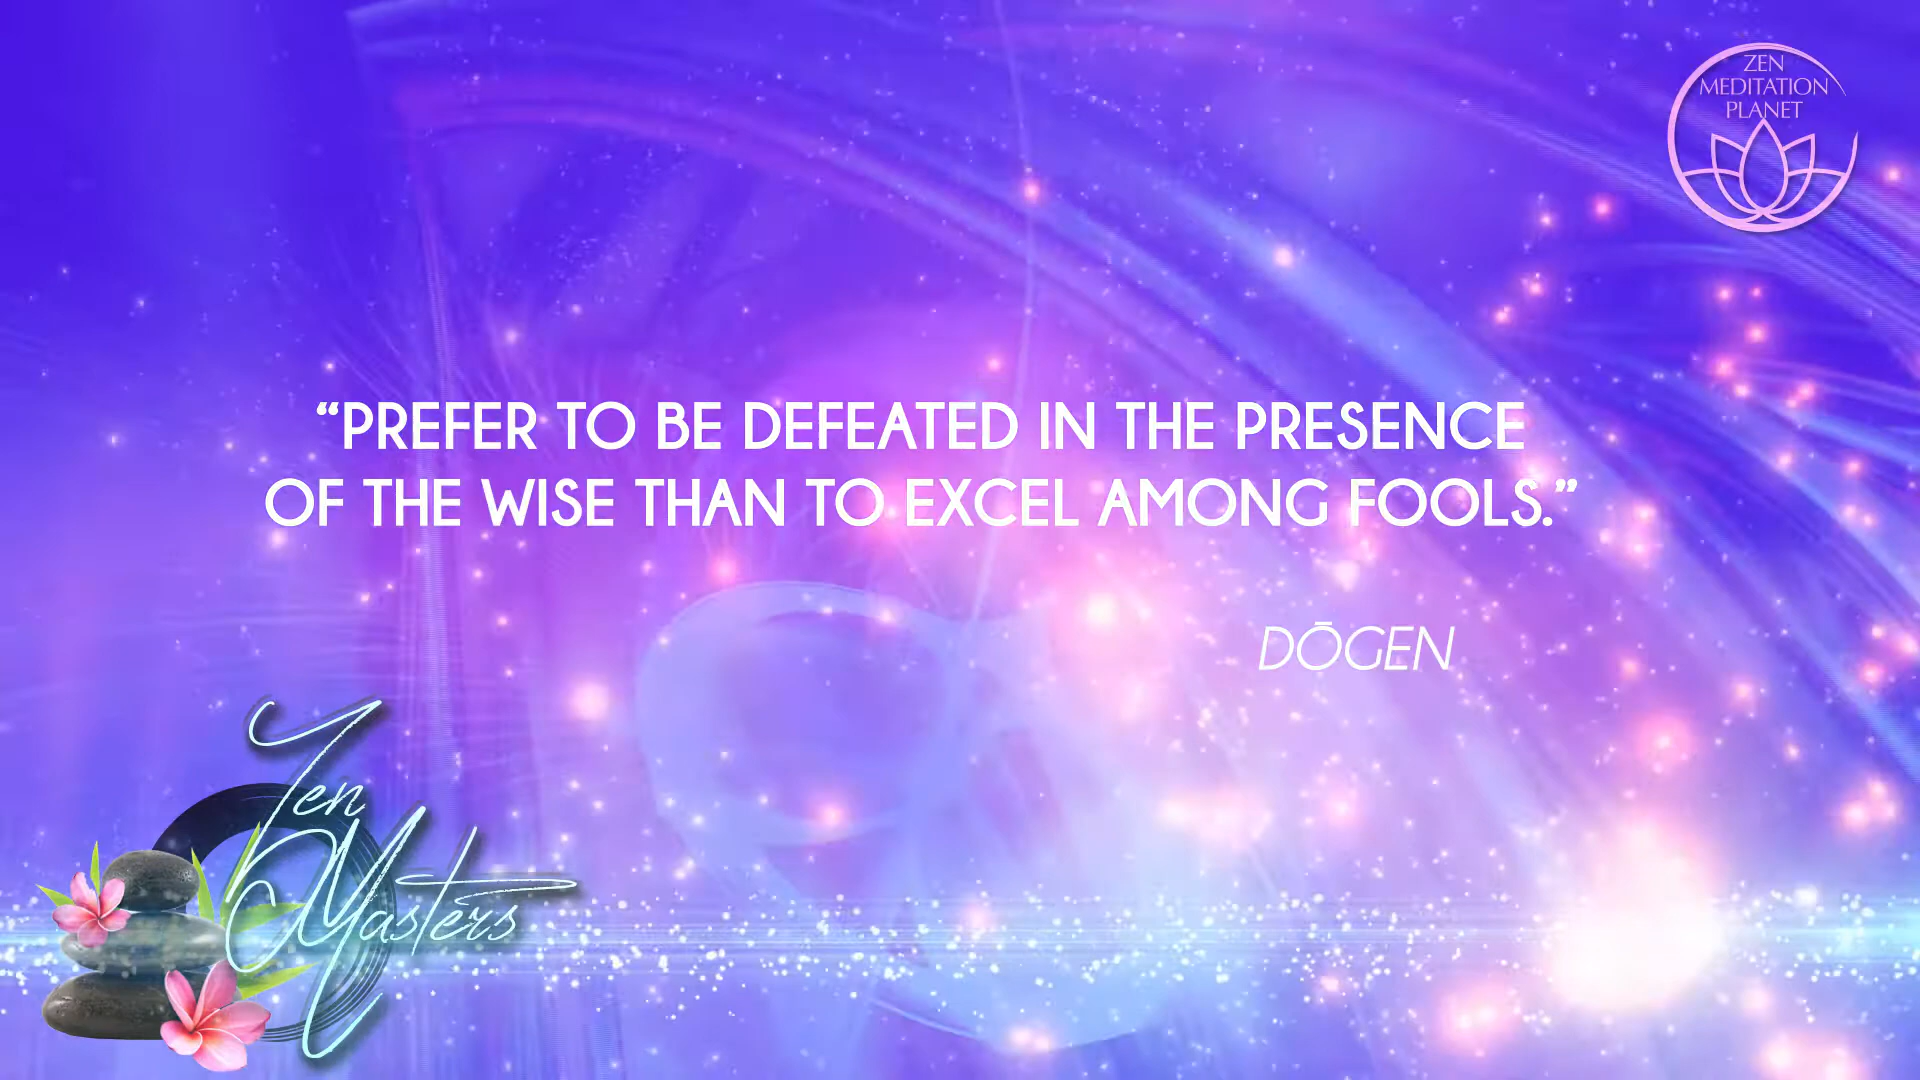 ZEN
MEDITATION
PLANET
“PREFER TO BE DEFEATED IN THE PRESENCE
OF THE WISE THAN TO EXCEL AMONG FOOLS.”
DŌGEN
Zen
Masters